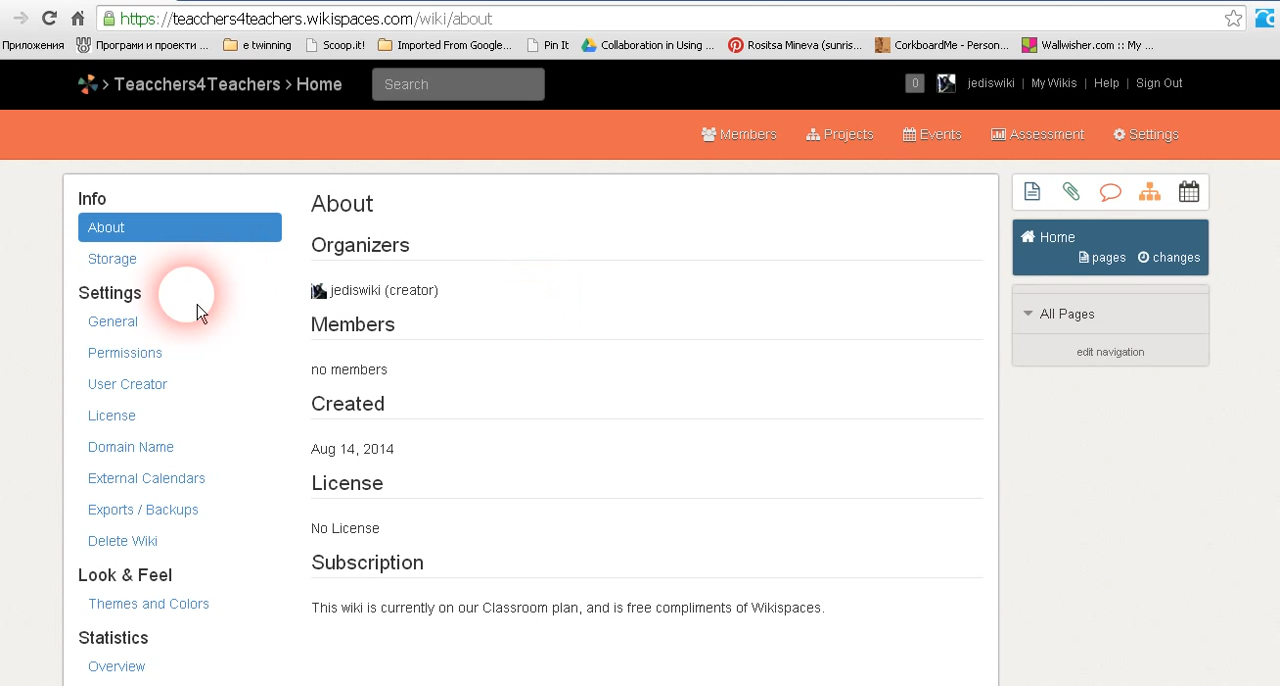 https://teacchers4teachers.wikispaces.com/wiki/about
Приложения Програми и прое... e twinning Scoop.it! Imported From Google... Pin It Collaboration in Using ... Rusitsa Mineva (sunris... CorkboardMe - Person... Wallwisher.com :: My ...
> Teacchers4Teachers > Home Search 0 jediswiki | My Wikis | Help | Sign Out
Members Projects Events Assessment Settings
Info
About
Storage
Settings
General
Permissions
User Creator
License
Domain Name
External Calendars
Exports / Backups
Delete Wiki
Look & Feel
Themes and Colors
Statistics
Overview
About
Organizers
jediswiki (creator)
Members
no members
Created
Aug 14, 2014
License
No License
Subscription
This wiki is currently on our Classroom plan, and is free compliments of Wikispaces.
Home
pages changes
All Pages
edit navigation